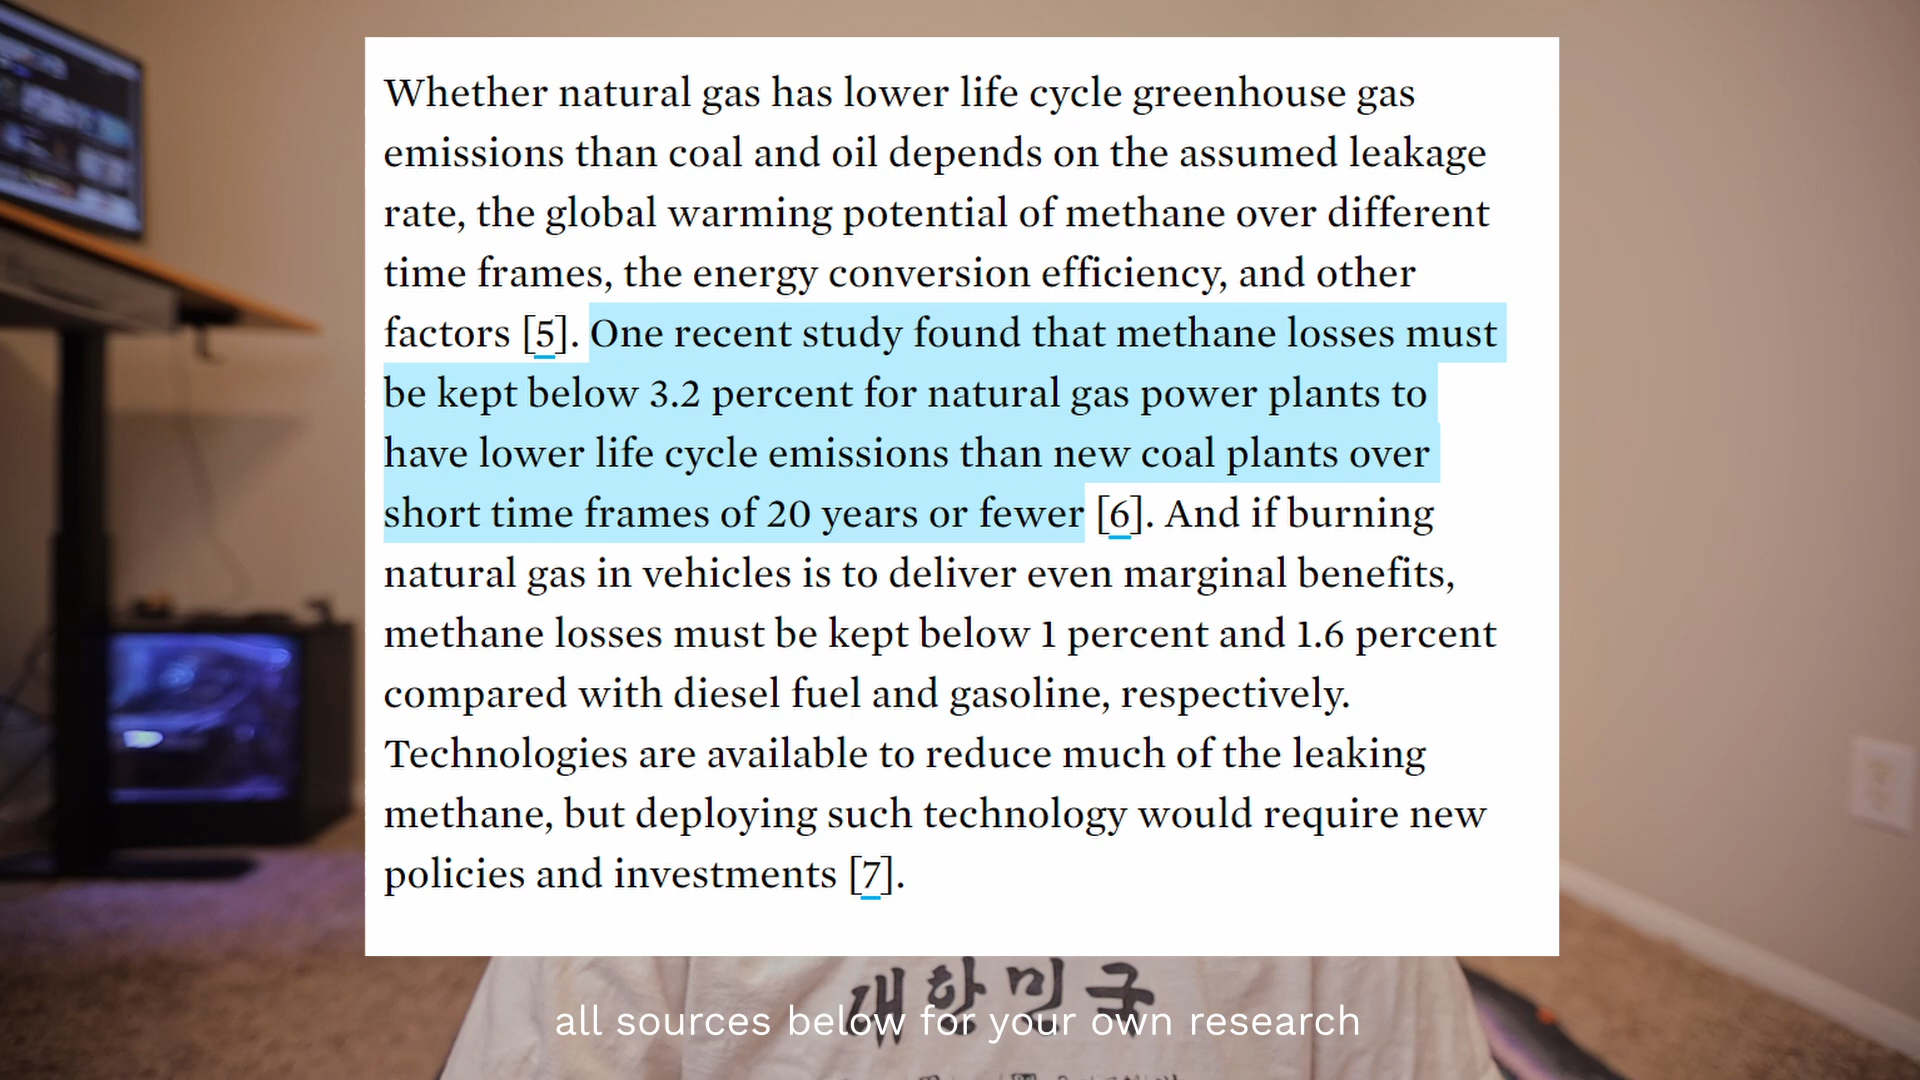 Whether natural gas has lower life cycle greenhouse gas
emissions than coal and oil depends on the assumed leakage
rate, the global warming potential of methane over different
time frames, the energy conversion efficiency, and other
factors [5]. One recent study found that methane losses must
be kept below 3.2 percent for natural gas power plants to
have lower life cycle emissions than new coal plants over
short time frames of 20 years or fewer [6]. And if burning
natural gas in vehicles is to deliver even marginal benefits,
methane losses must be kept below 1 percent and 1.6 percent
compared with diesel fuel and gasoline, respectively.
Technologies are available to reduce much of the leaking
methane, but deploying such technology would require new
policies and investments [7].
대한민국
all sources below for your own research